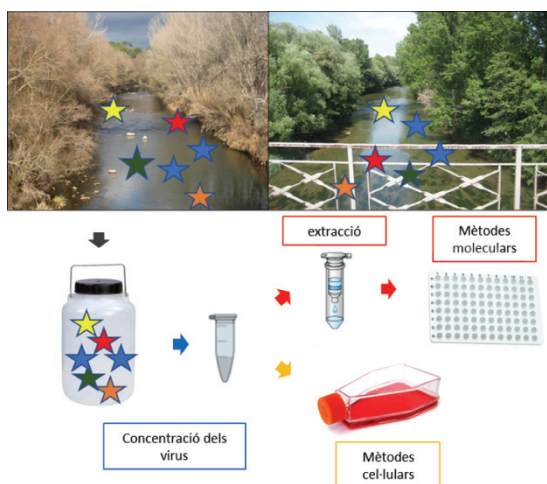 extracció
Mètodes
moleculars
Concentració dels
virus
Mètodes
cel·lulars